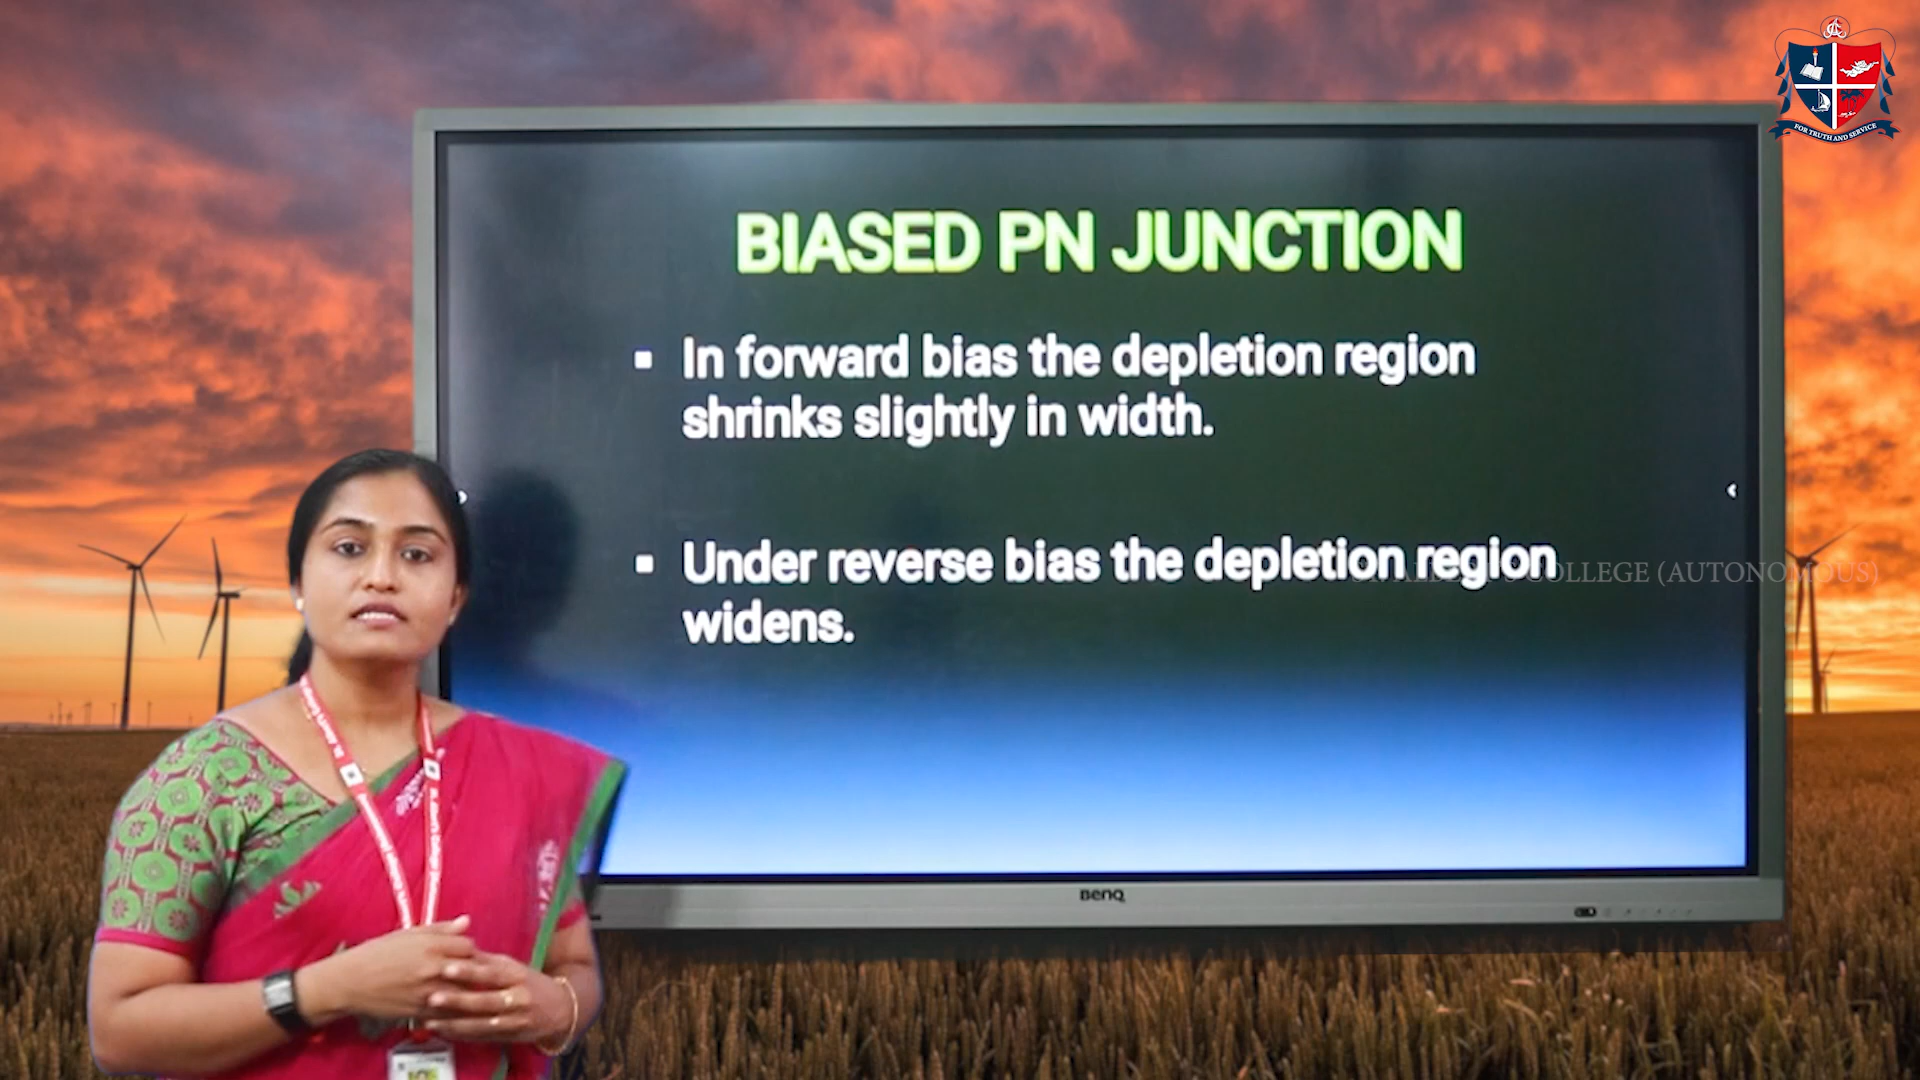 FOR TRUTH AND SERVICE
BIASED PN JUNCTION
▪ In forward bias the depletion region
shrinks slightly in width.
▪ Under reverse bias the depletion region
widens.
COLLEGE (AUTONOMOUS)
BenQ